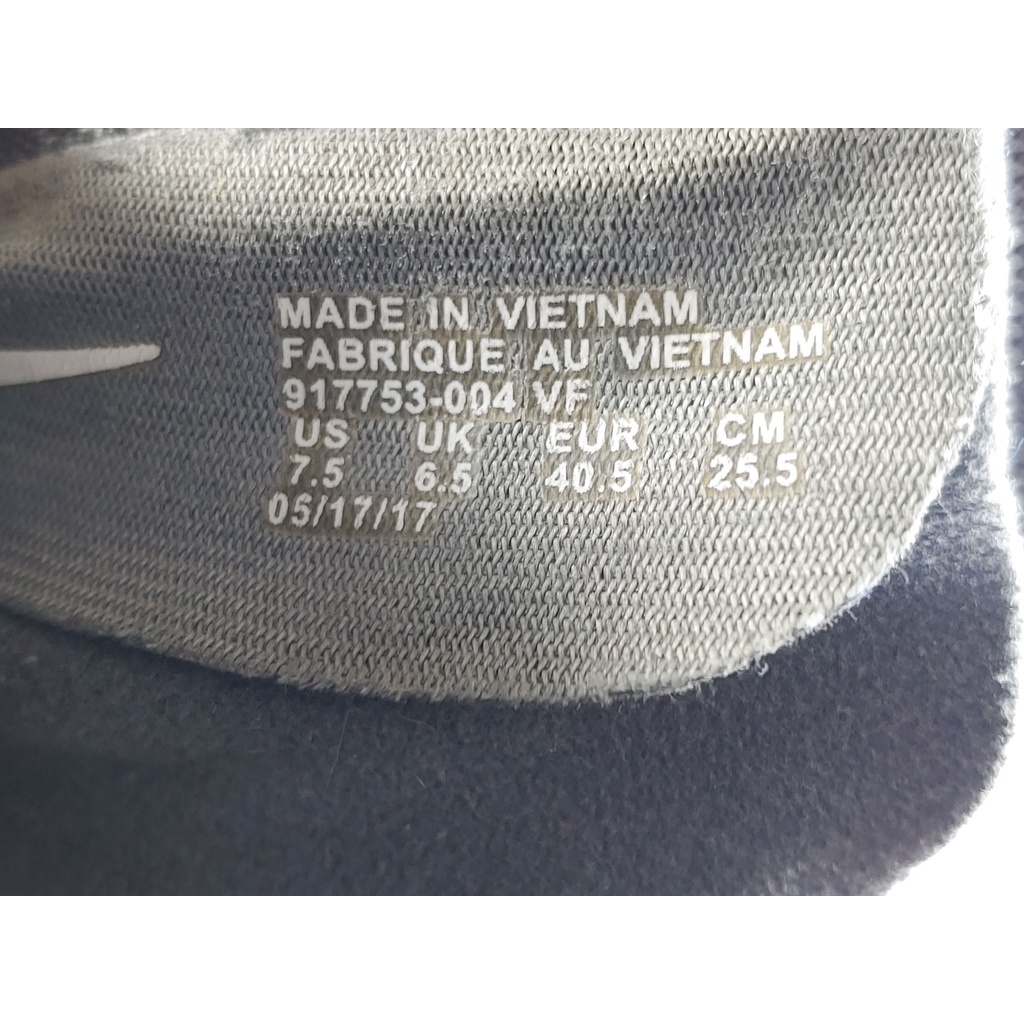 MADE IN VIETNAM
FABRIQUE AU VIETNAM
917753-004 VF
US UK EUR CM
7.5 6.5 40.5 25.5
05/17/17